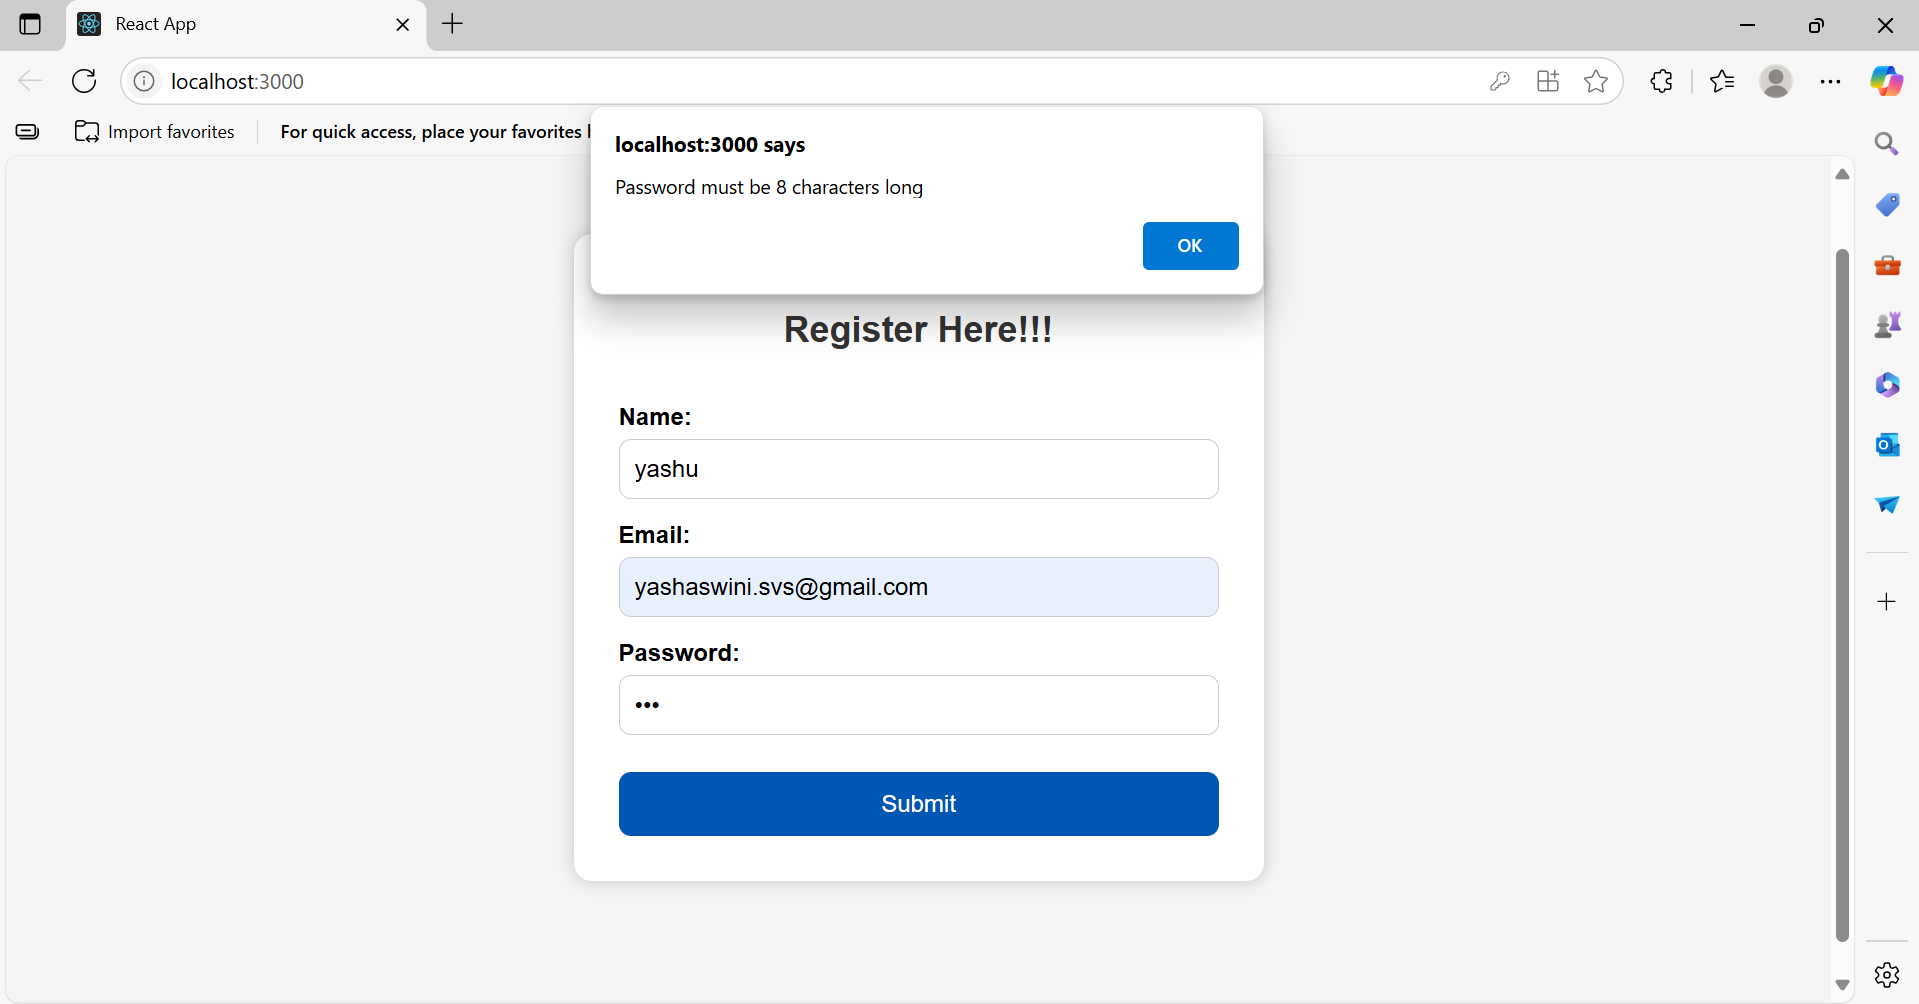 React App
localhost:3000
Import favorites
For quick access, place your favorites
localhost:3000 says
Password must be 8 characters long
OK
Register Here!!!
Name:
yashu
Email:
yashaswini.svs@gmail.com
Password:
•••
Submit